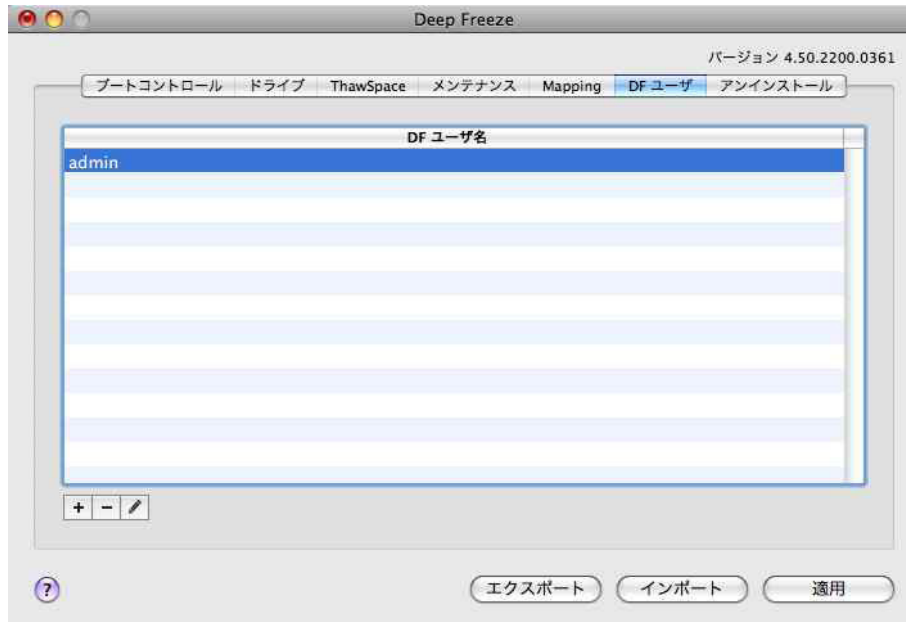 Deep Freeze
バージョン 4.50.2200.0361
ブートコントロール ドライブ ThawSpace メンテナンス Mapping DF ユーザ アンインストール
DF ユーザ名
admin
+ -
? エクスポート インポート 適用